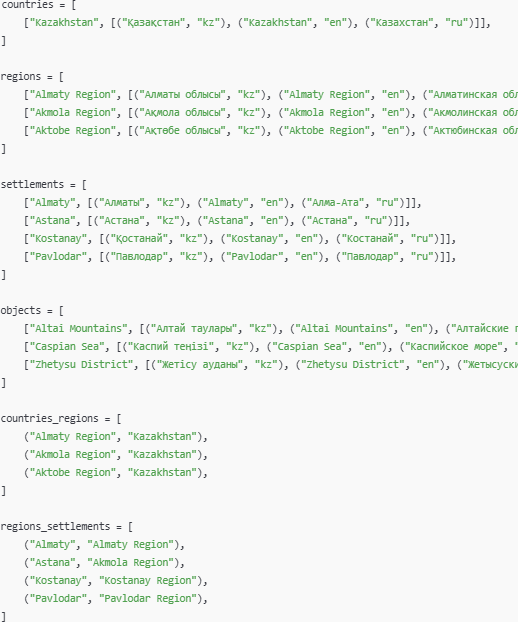 countries = [
    ["Kazakhstan", [("Қазақстан", "kz"), ("Kazakhstan", "en"), ("Казахстан", "ru")]],
]
regions = [
    ["Almaty Region", [("Алматы облысы", "kz"), ("Almaty Region", "en"), ("Алматинская обл
    ["Akmola Region", [("Ақмола облысы", "kz"), ("Akmola Region", "en"), ("Акмолинская обл
    ["Aktobe Region", [("Ақтөбе облысы", "kz"), ("Aktobe Region", "en"), ("Актюбинская обл
]
settlements = [
    ["Almaty", [("Алматы", "kz"), ("Almaty", "en"), ("Алма-Ата", "ru")]],
    ["Astana", [("Астана", "kz"), ("Astana", "en"), ("Астана", "ru")]],
    ["Kostanay", [("Қостанай", "kz"), ("Kostanay", "en"), ("Костанай", "ru")]],
    ["Pavlodar", [("Павлодар", "kz"), ("Pavlodar", "en"), ("Павлодар", "ru")]],
]
objects = [
    ["Altai Mountains", [("Алтай таулары", "kz"), ("Altai Mountains", "en"), ("Алтайские г
    ["Caspian Sea", [("Каспий теңізі", "kz"), ("Caspian Sea", "en"), ("Каспийское море", "
    ["Zhetysu District", [("Жетісу ауданы", "kz"), ("Zhetysu District", "en"), ("Жетысуски
]
countries_regions = [
    ("Almaty Region", "Kazakhstan"),
    ("Akmola Region", "Kazakhstan"),
    ("Aktobe Region", "Kazakhstan"),
]
regions_settlements = [
    ("Almaty", "Almaty Region"),
    ("Astana", "Akmola Region"),
    ("Kostanay", "Kostanay Region"),
    ("Pavlodar", "Pavlodar Region"),
]